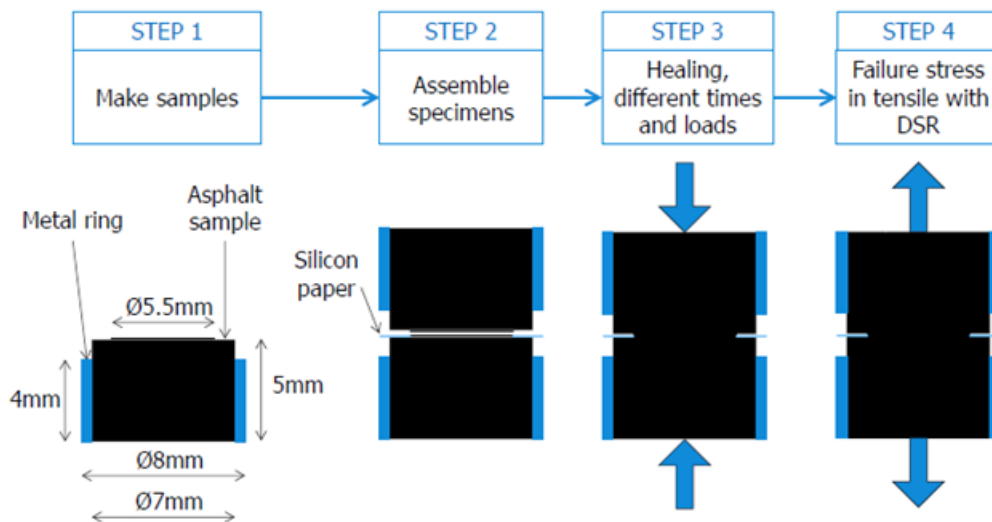 STEP 1
Make samples
STEP 2
Assemble
specimens
STEP 3
Healing,
different times
and loads
STEP 4
Failure stress
in tensile with
DSR
Metal ring
Asphalt
sample
Ø5.5mm
4mm
5mm
Ø8mm
Ø7mm
Silicon
paper